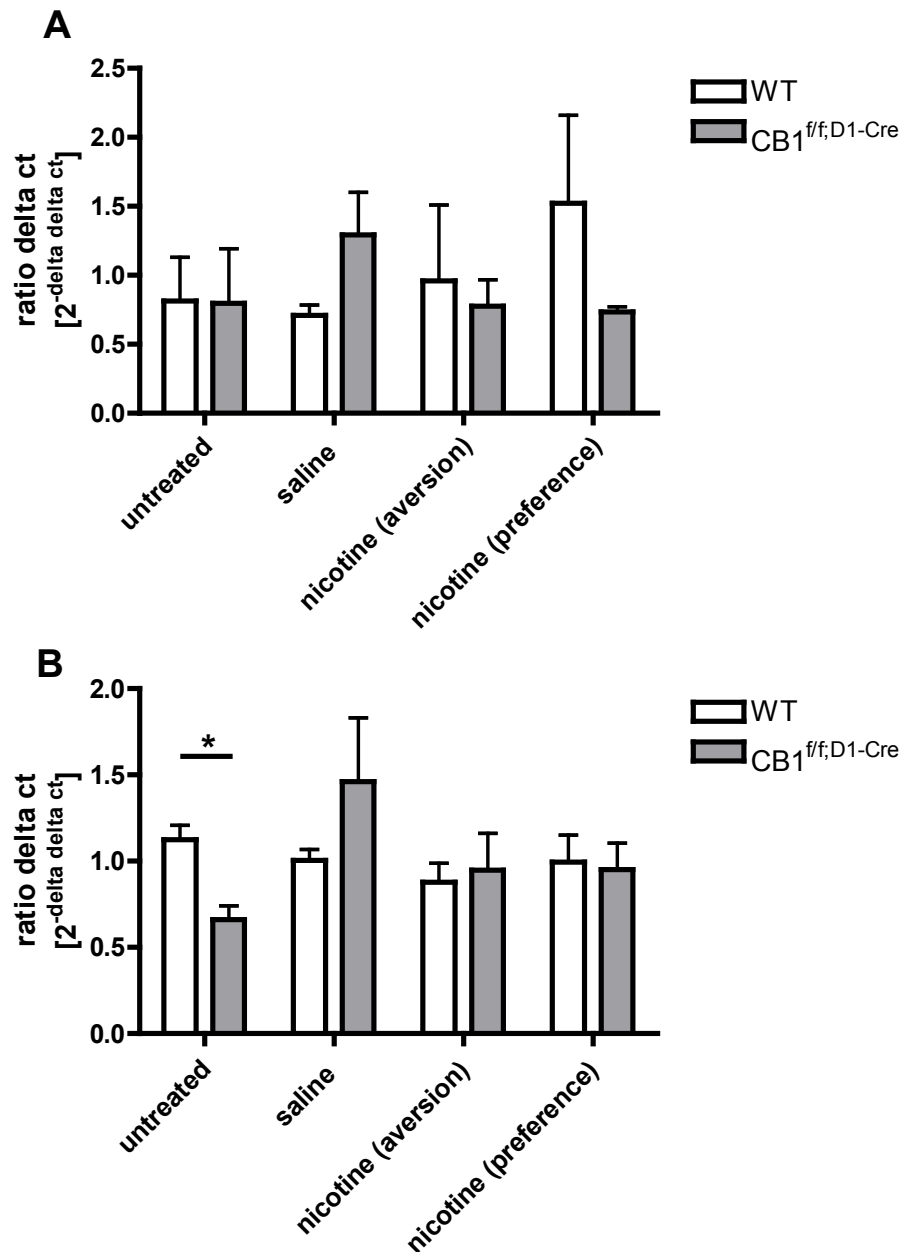 A
2.5
2.0
1.5
1.0
0.5
0.0
ratio delta ct
[2^-delta delta ct]
WT
CB1^f/f;D1-Cre
untreated
saline
nicotine (aversion)
nicotine (preference)
B
2.0
1.5
1.0
0.5
0.0
ratio delta ct
[2^-delta delta ct]
*
WT
CB1^f/f;D1-Cre
untreated
saline
nicotine (aversion)
nicotine (preference)